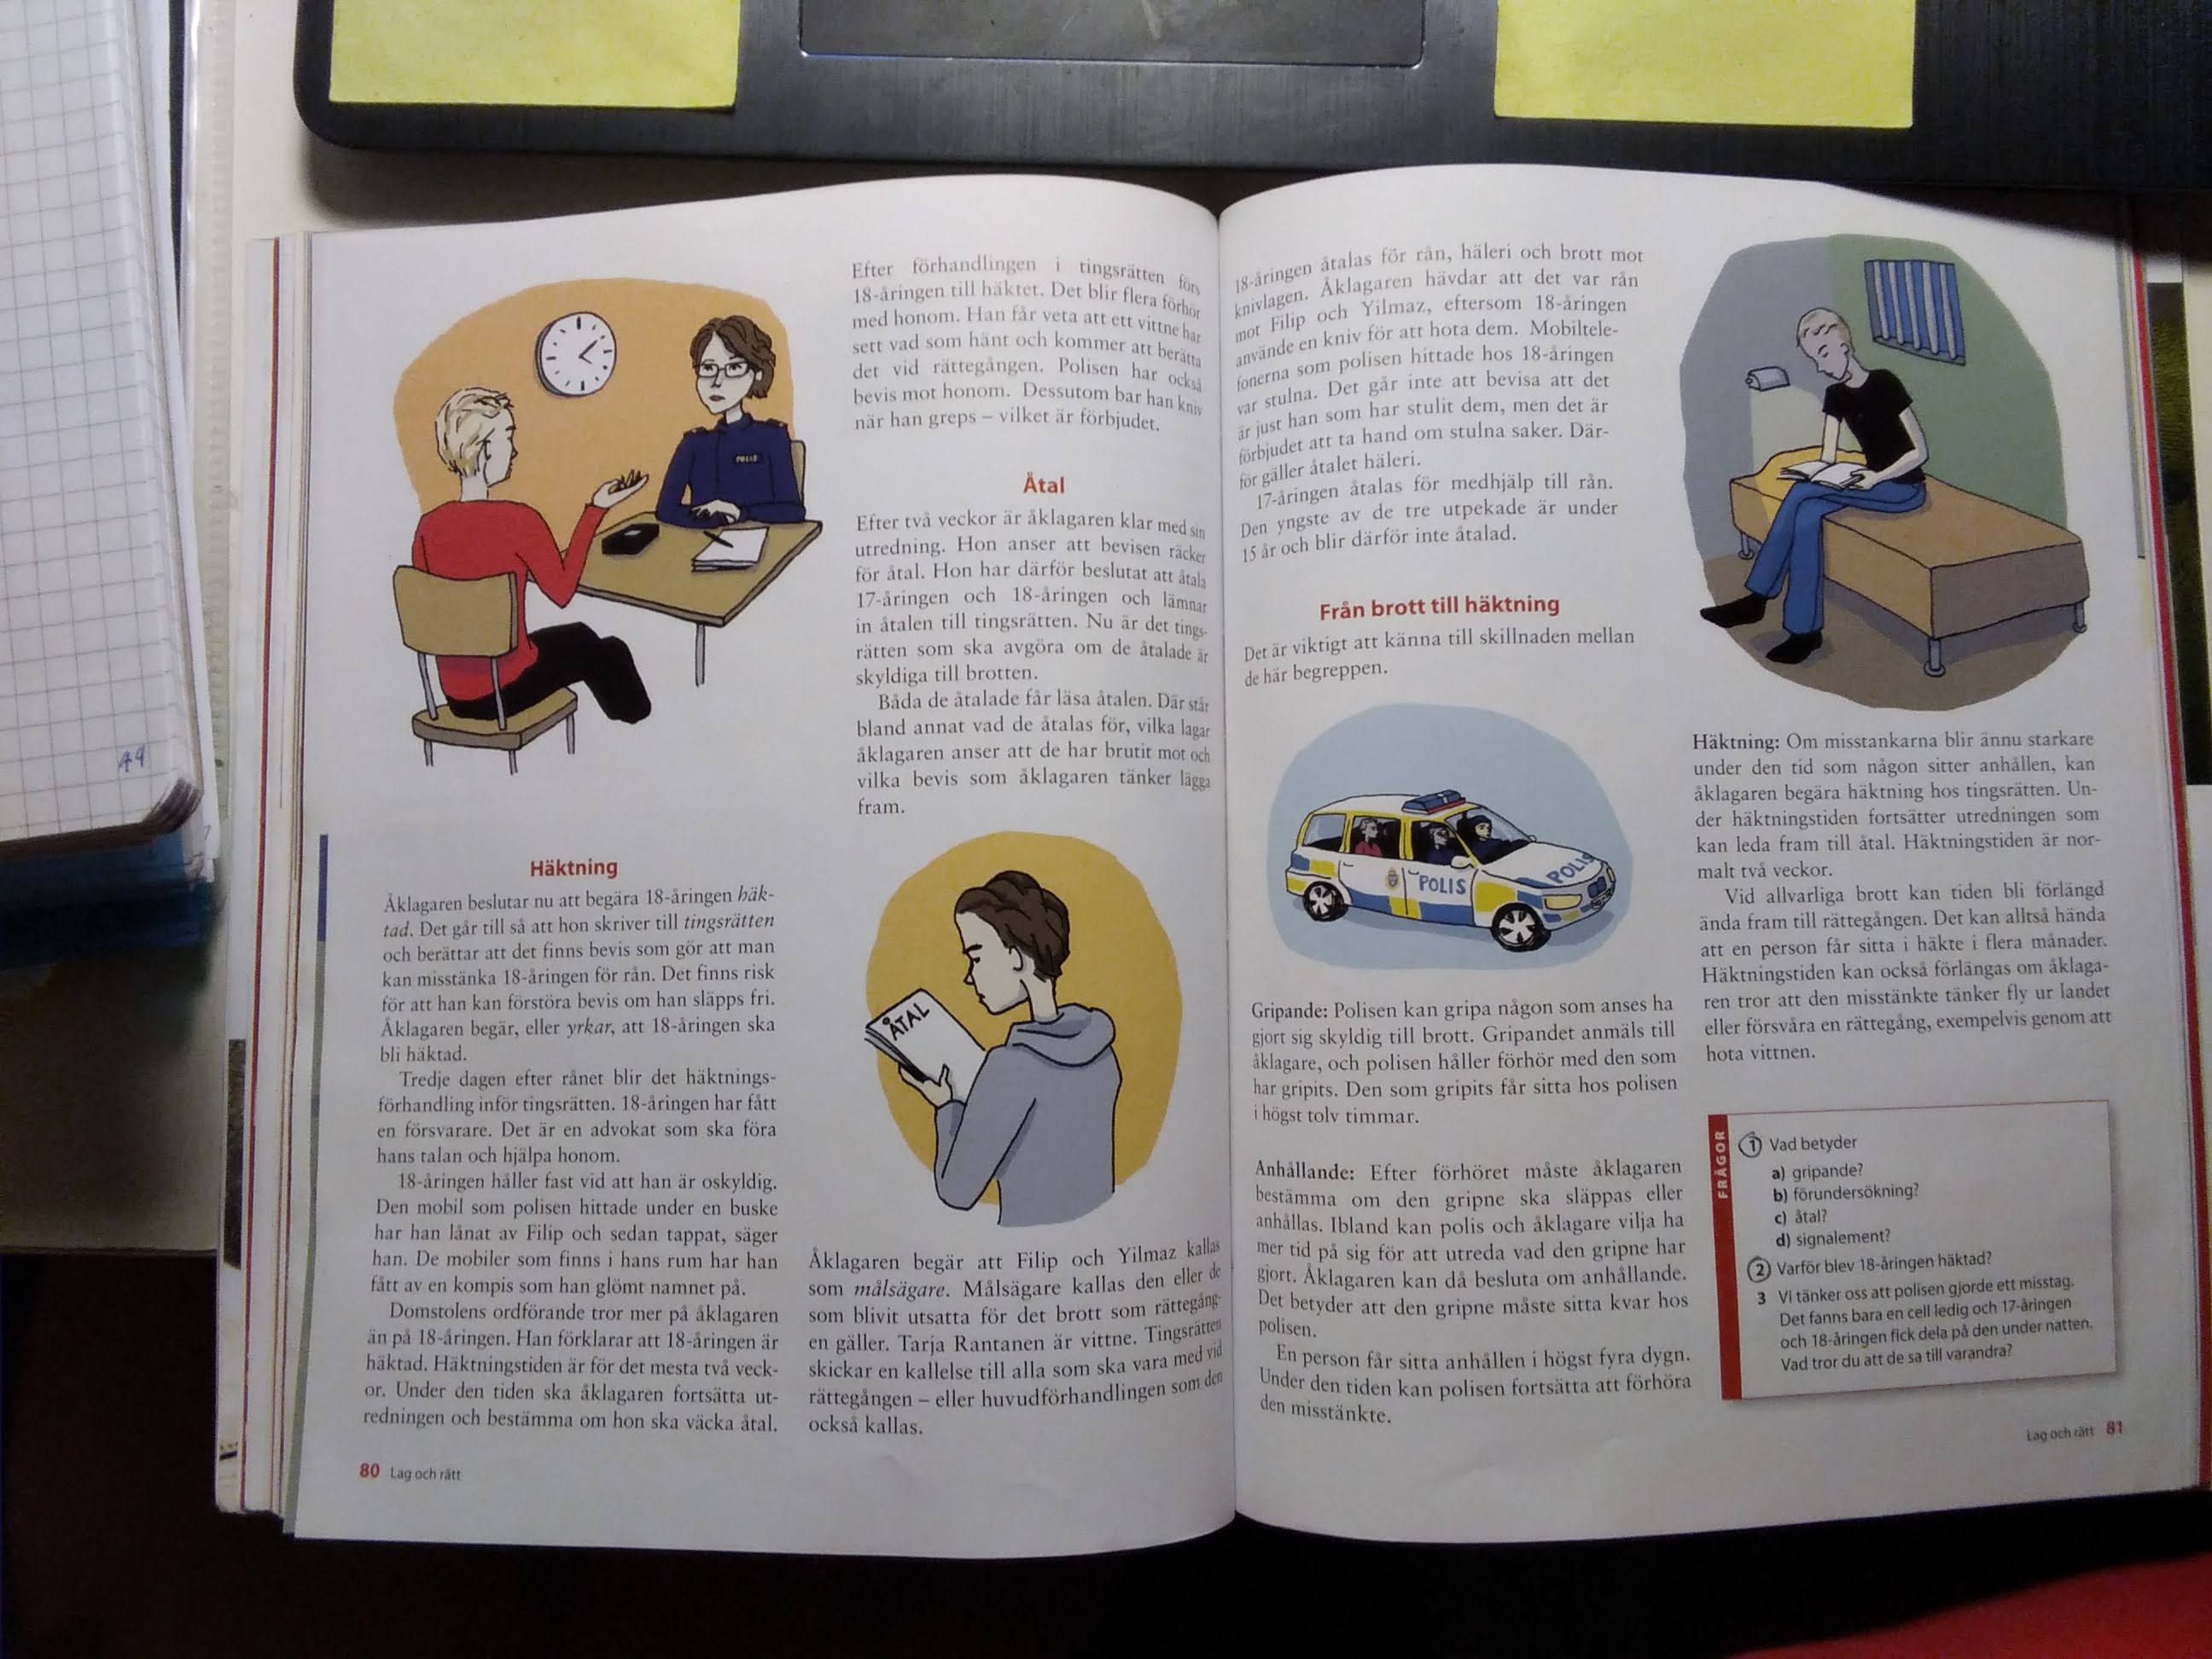 A9
POLIS
Häktning
Åklagaren beslutar nu att begära 18-åringen häk-
tad. Det går till så att hon skriver till tingsrätten
och berättar att det finns bevis som gör att man
kan misstänka 18-åringen för rån. Det finns risk
för att han kan förstöra bevis om han släpps fri.
Åklagaren begär, eller yrkar, att 18-åringen ska
bli häktad.
Tredje dagen efter rånet blir det häktnings-
förhandling inför tingsrätten. 18-åringen har fått
en försvarare. Det är en advokat som ska föra
hans talan och hjälpa honom.
18-åringen håller fast vid att han är oskyldig.
Den mobil som polisen hittade under en buske
har han lånat av Filip och sedan tappat, säger
han. De mobiler som finns i hans rum har han
fått av en kompis som han glömt namnet på.
Domstolens ordförande tror mer på åklagaren
än på 18-åringen. Han förklarar att 18-åringen är
häktad. Häktningstiden är för det mesta två veck-
or. Under den tiden ska åklagaren fortsätta ut-
redningen och bestämma om hon ska väcka åtal.
80 Lag och rätt
Efter förhandlingen i tingsrätten förs
18-åringen till häktet. Det blir flera förhör
med honom. Han får veta att ett vittne har
sett vad som hänt och kommer att berätta
det vid rättegången. Polisen har också
bevis mot honom. Dessutom bar han kniv
när han greps – vilket är förbjudet.
Åtal
Efter två veckor är åklagaren klar med sin
utredning. Hon anser att bevisen räcker
för åtal. Hon har därför beslutat att åtala
17-åringen och 18-åringen och lämnar
in åtalen till tingsrätten. Nu är det tings-
rätten som ska avgöra om de åtalade är
skyldiga till brotten.
Båda de åtalade får läsa åtalen. Där står
bland annat vad de åtalas för, vilka lagar
åklagaren anser att de har brutit mot och
vilka bevis som åklagaren tänker lägga
fram.
ÅTAL
Åklagaren begär att Filip och Yilmaz kallas
som målsägare. Målsägare kallas den eller de
som blivit utsatta för det brott som rättegång-
en gäller. Tarja Rantanen är vittne. Tingsrätten
skickar en kallelse till alla som ska vara med vid
rättegången – eller huvudförhandlingen som den
också kallas.
18-åringen åtalas för rån, häleri och brott mot
knivlagen. Åklagaren hävdar att det var rån
mot Filip och Yilmaz, eftersom 18-åringen
använde en kniv för att hota dem. Mobiltele-
fonerna som polisen hittade hos 18-åringen
var stulna. Det går inte att bevisa att det
är just han som har stulit dem, men det är
förbjudet att ta hand om stulna saker. Där-
för gäller åtalet häleri.
17-åringen åtalas för medhjälp till rån.
Den yngste av de tre utpekade är under
15 år och blir därför inte åtalad.
Från brott till häktning
Det är viktigt att känna till skillnaden mellan
de här begreppen.
POLIS
POLIS
Gripande: Polisen kan gripa någon som anses ha
gjort sig skyldig till brott. Gripandet anmäls till
åklagare, och polisen håller förhör med den som
har gripits. Den som gripits får sitta hos polisen
i högst tolv timmar.
Anhållande: Efter förhöret måste åklagaren
bestämma om den gripne ska släppas eller
anhållas. Ibland kan polis och åklagare vilja ha
mer tid på sig för att utreda vad den gripne har
gjort. Åklagaren kan då besluta om anhållande.
Det betyder att den gripne måste sitta kvar hos
polisen.
En person får sitta anhållen i högst fyra dygn.
Under den tiden kan polisen fortsätta att förhöra
den misstänkte.
Häktning: Om misstankarna blir ännu starkare
under den tid som någon sitter anhållen, kan
åklagaren begära häktning hos tingsrätten. Un-
der häktningstiden fortsätter utredningen som
kan leda fram till åtal. Häktningstiden är nor-
malt två veckor.
Vid allvarliga brott kan tiden bli förlängd
ända fram till rättegången. Det kan alltså hända
att en person får sitta i häkte i flera månader.
Häktningstiden kan också förlängas om åklaga-
ren tror att den misstänkte tänker fly ur landet
eller försvåra en rättegång, exempelvis genom att
hota vittnen.
FRÅGOR
1 Vad betyder
a) gripande?
b) förundersökning?
c) åtal?
d) signalement?
2 Varför blev 18-åringen häktad?
3 Vi tänker oss att polisen gjorde ett misstag.
Det fanns bara en cell ledig och 17-åringen
och 18-åringen fick dela på den under natten.
Vad tror du att de sa till varandra?
Lag och rätt 81